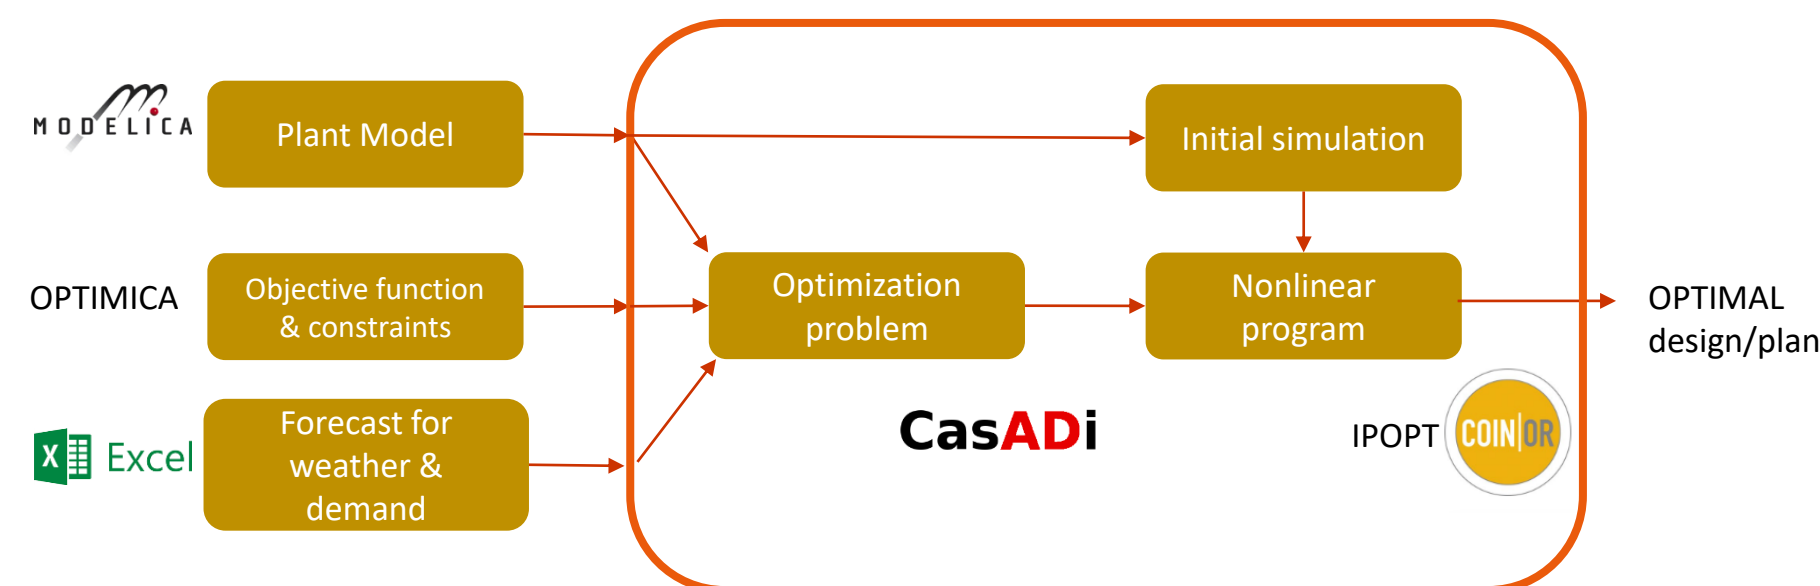 MODELICA
Plant Model
Initial simulation
OPTIMICA
Objective function
& constraints
Optimization
problem
Nonlinear
program
OPTIMAL
design/plan
X
Excel
Forecast for
weather &
demand
CasADi
IPOPT
COIN|OR